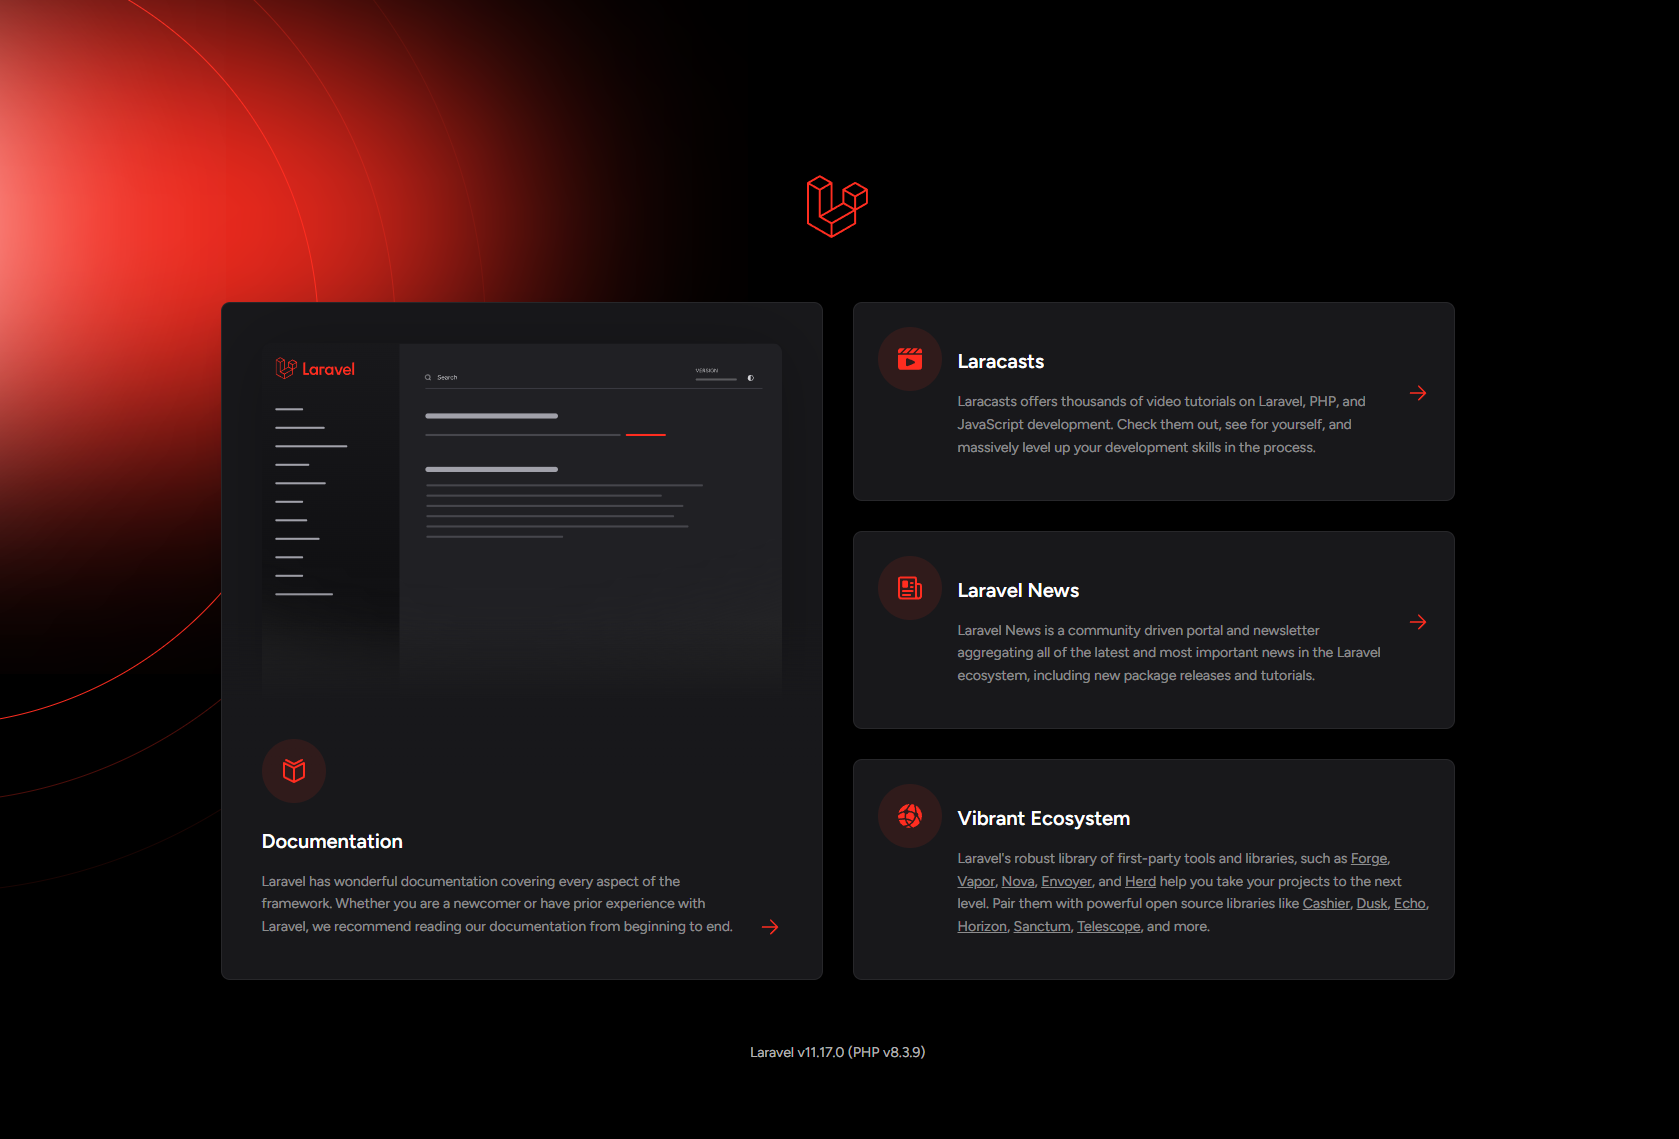 Laravel
Search
VERSION
Documentation
Laravel has wonderful documentation covering every aspect of the
framework. Whether you are a newcomer or have prior experience with
Laravel, we recommend reading our documentation from beginning to end.
Laracasts
Laracasts offers thousands of video tutorials on Laravel, PHP, and
JavaScript development. Check them out, see for yourself, and
massively level up your development skills in the process.
Laravel News
Laravel News is a community driven portal and newsletter
aggregating all of the latest and most important news in the Laravel
ecosystem, including new package releases and tutorials.
Vibrant Ecosystem
Laravel's robust library of first-party tools and libraries, such as Forge,
Vapor, Nova, Envoyer, and Herd help you take your projects to the next
level. Pair them with powerful open source libraries like Cashier, Dusk, Echo,
Horizon, Sanctum, Telescope, and more.
Laravel v11.17.0 (PHP v8.3.9)